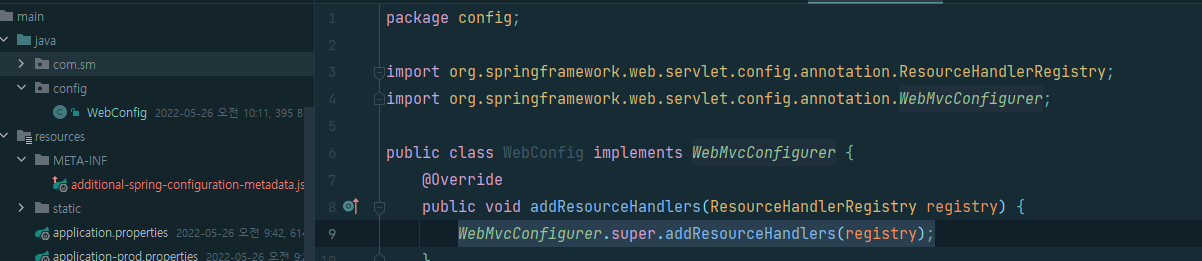 main
java
com.sm
config
WebConfig 2022-05-26 오전 10:11, 395 B
resources
META-INF
additional-spring-configuration-metadata.js
static
application.properties 2022-05-26 오전 9:42, 614
application-prod.properties 2022-05-26 오전 9:2
1 package config;
2
3 import org.springframework.web.servlet.config.annotation.ResourceHandlerRegistry;
4 import org.springframework.web.servlet.config.annotation.WebMvcConfigurer;
5
6 public class WebConfig implements WebMvcConfigurer {
7 @Override
8 public void addResourceHandlers(ResourceHandlerRegistry registry) {
9 WebMvcConfigurer.super.addResourceHandlers(registry);
10 }